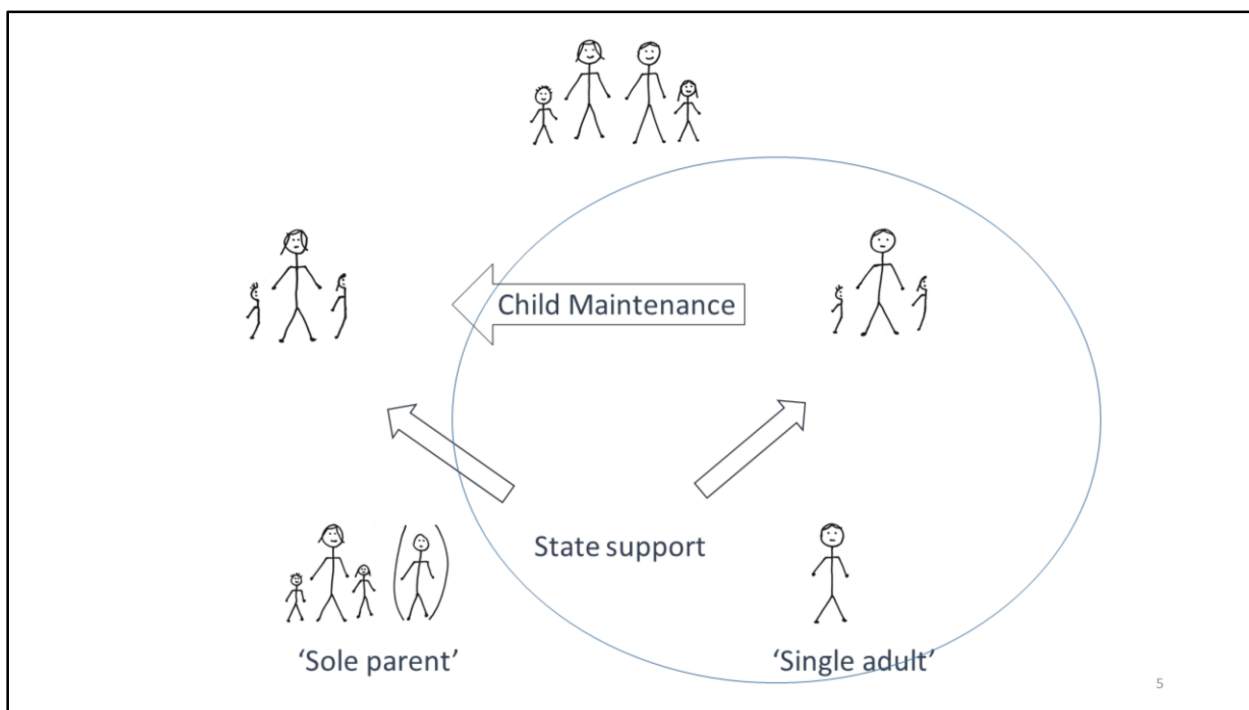 Child Maintenance
State support
‘Sole parent’
‘Single adult’
5